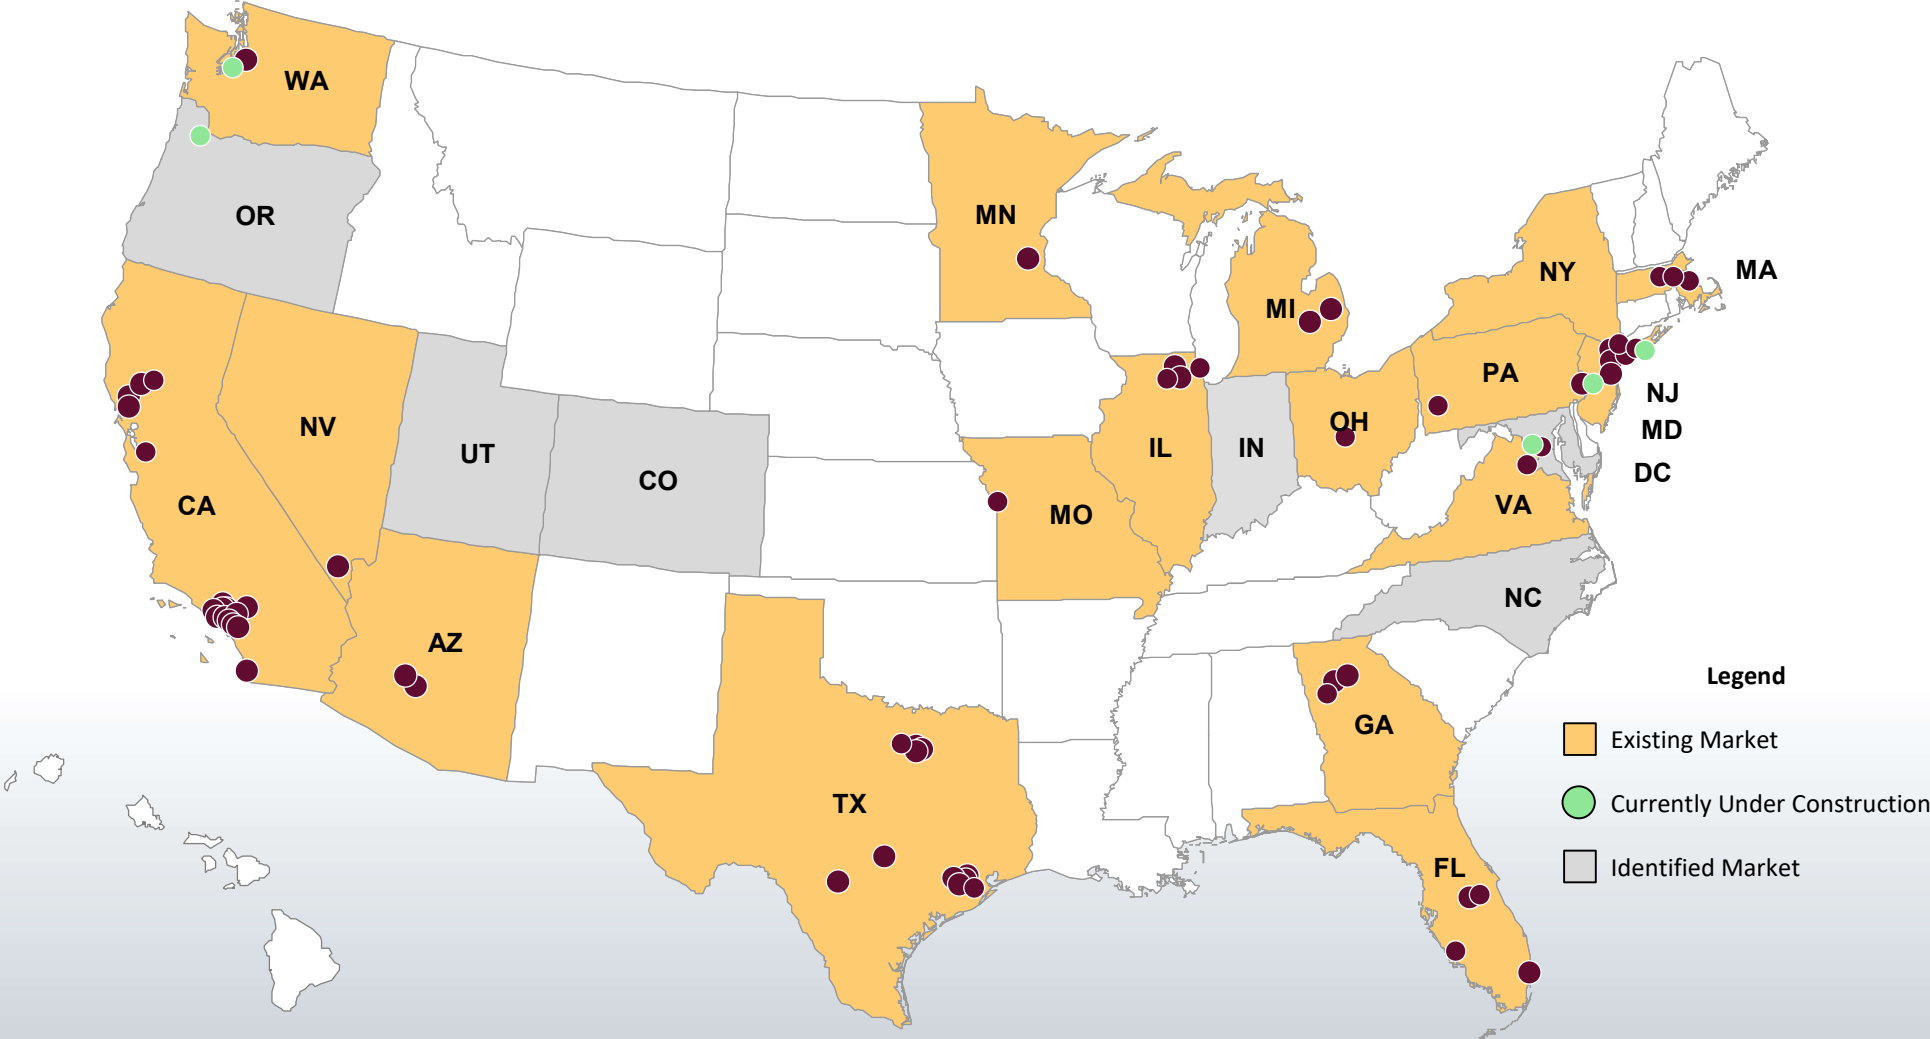 WA
OR
MN
NY
MA
MI
PA
NJ
NV
OH
MD
UT
IL
IN
CO
DC
CA
MO
VA
NC
AZ
GA
TX
FL
Legend
Existing Market
Currently Under Construction
Identified Market